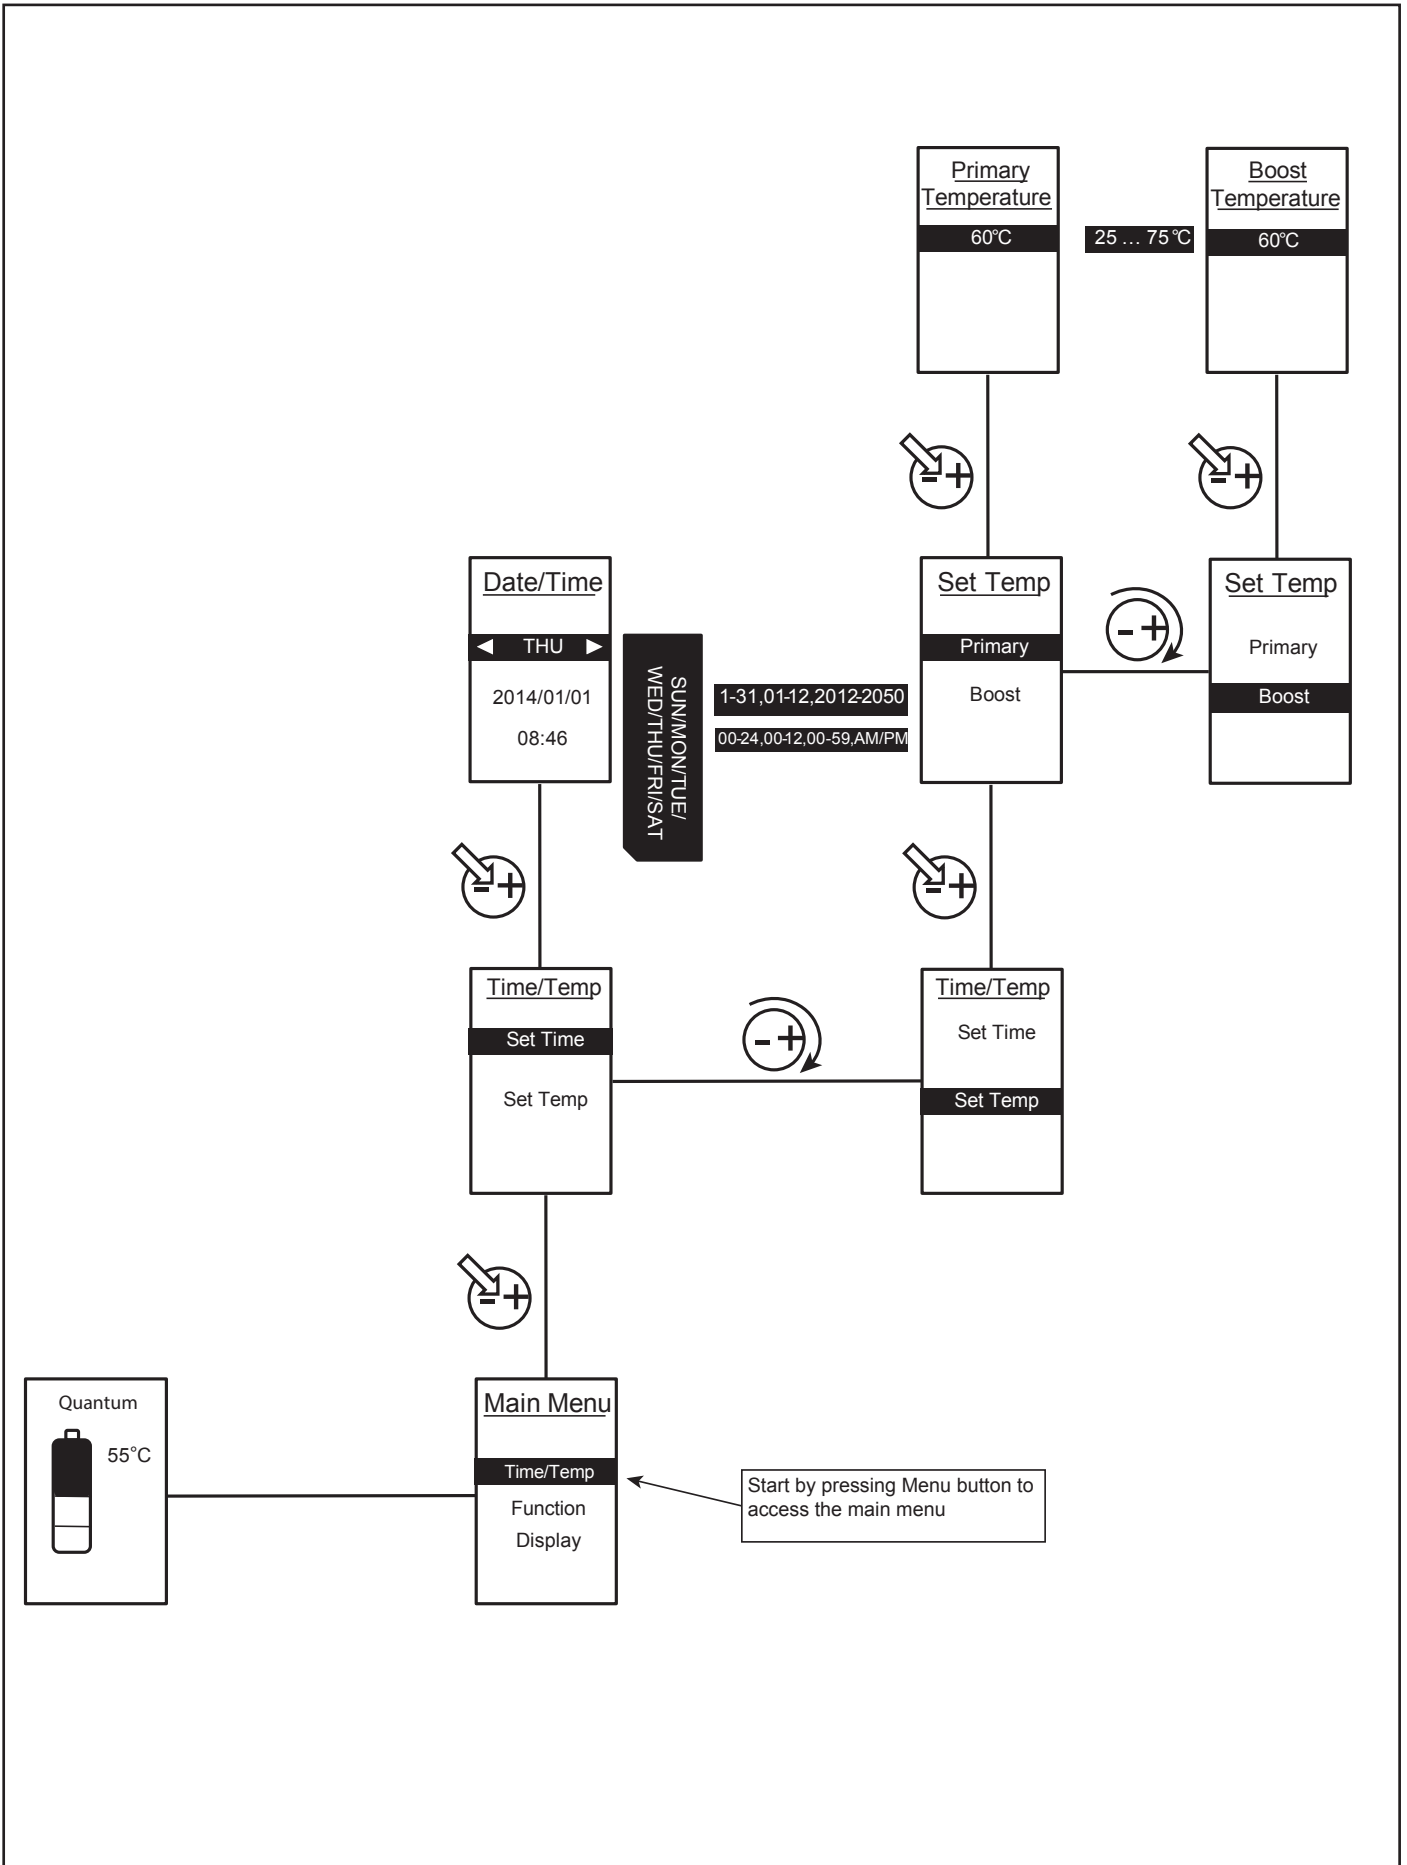 Primary
Temperature
60°C
25 ... 75°C
Boost
Temperature
60°C
Date/Time
THU
2014/01/01
08:46
SUN/MON/TUE/
WED/THU/FRI/SAT
1-31,01-12,2012-2050
00-24,00-12,00-59,AM/PM
Set Temp
Primary
Boost
- +
Set Temp
Primary
Boost
- +
- +
- +
- +
Time/Temp
Set Time
Set Temp
- +
Time/Temp
Set Time
Set Temp
- +
Quantum
55°C
Main Menu
Time/Temp
Function
Display
Start by pressing Menu button to
access the main menu